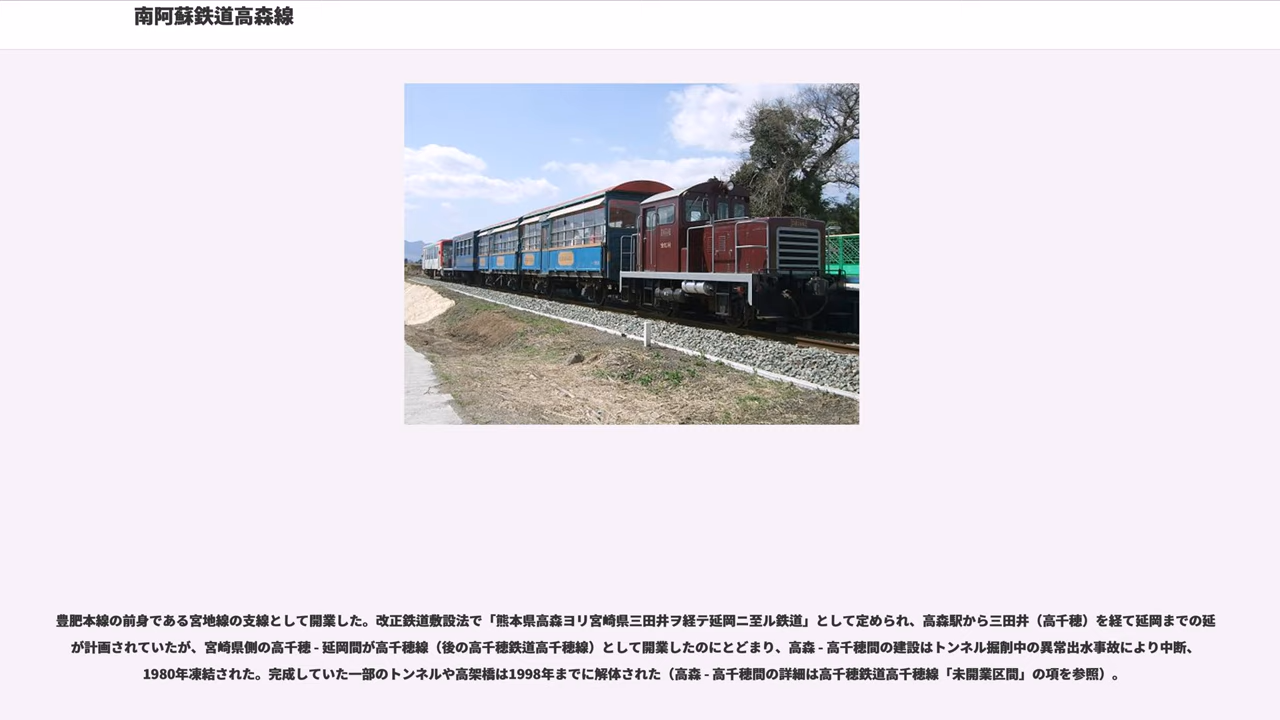 南阿蘇鉄道高森線
豊肥本線の前身である宮地線の支線として開業した。改正鉄道敷設法で「熊本県高森ヨリ宮崎県三田井ヲ経テ延岡ニ至ル鉄道」として定められ、高森駅から三田井（高千穂）を経て延岡までの延
が計画されていたが、宮崎県側の高千穂 - 延岡間が高千穂線（後の高千穂鉄道高千穂線）として開業したのにとどまり、高森 - 高千穂間の建設はトンネル掘削中の異常出水事故により中断、
1980年凍結された。完成していた一部のトンネルや高架橋は1998年までに解体された（高森 - 高千穂間の詳細は高千穂鉄道高千穂線「未開業区間」の項を参照）。